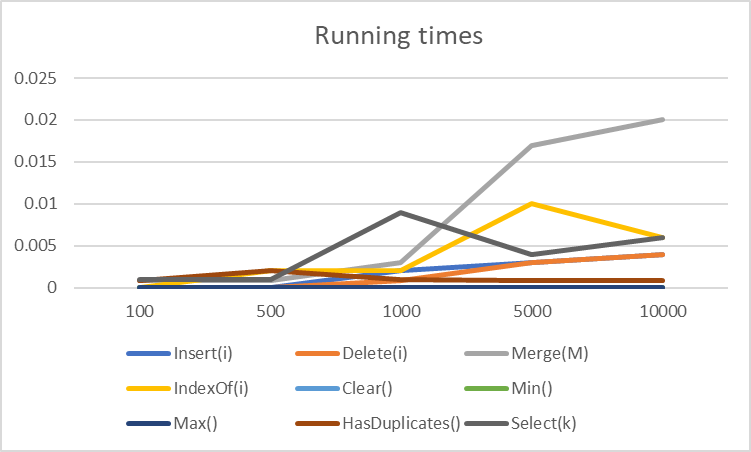 Running times
0.025
0.02
0.015
0.01
0.005
0
100 500 1000 5000 10000
Insert(i) Delete(i) Merge(M)
IndexOf(i) Clear() Min()
Max() HasDuplicates() Select(k)